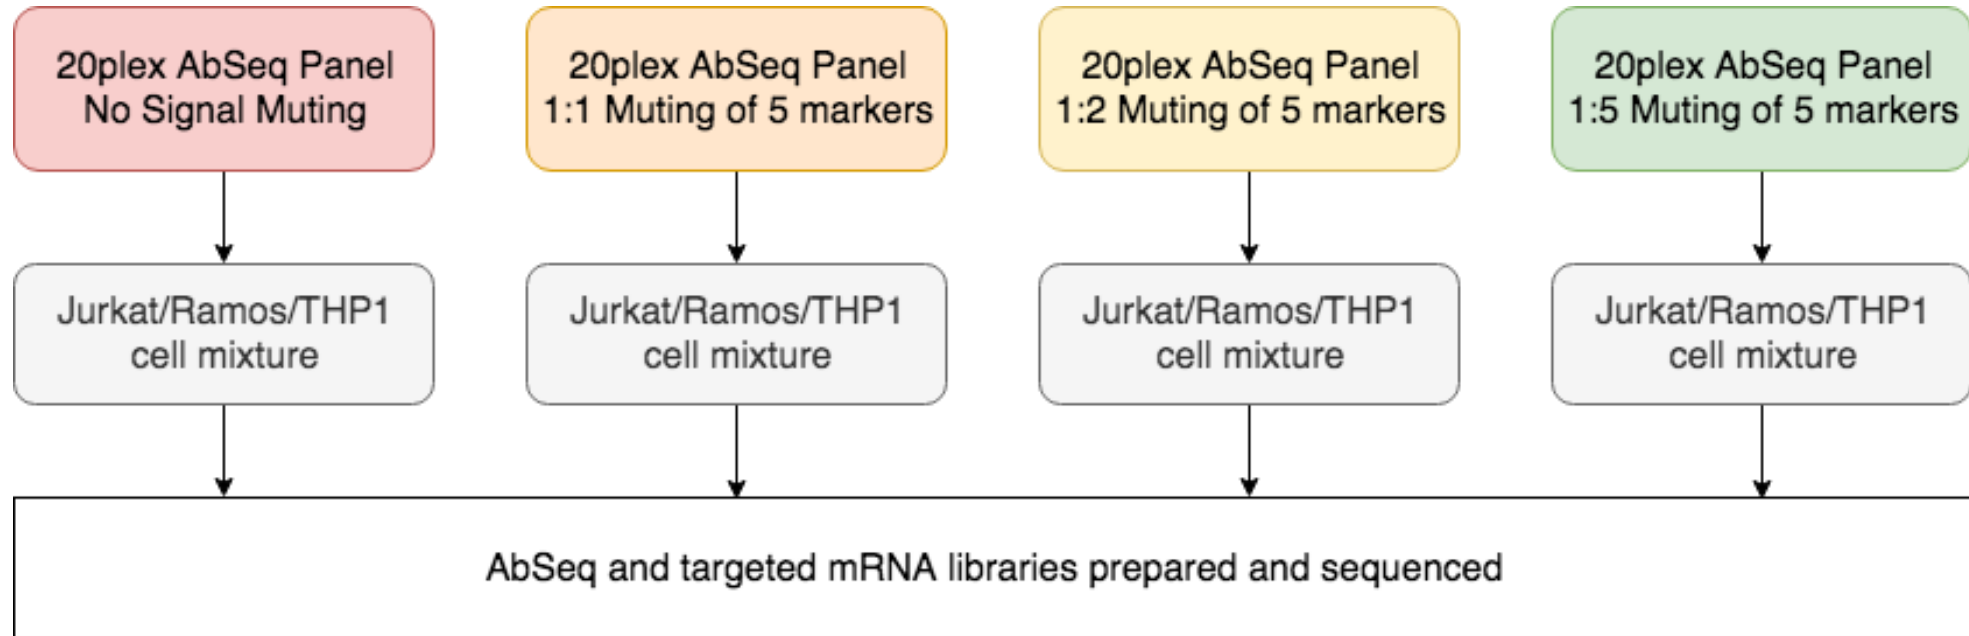 20plex AbSeq Panel
No Signal Muting
20plex AbSeq Panel
1:1 Muting of 5 markers
20plex AbSeq Panel
1:2 Muting of 5 markers
20plex AbSeq Panel
1:5 Muting of 5 markers
Jurkat/Ramos/THP1
cell mixture
Jurkat/Ramos/THP1
cell mixture
Jurkat/Ramos/THP1
cell mixture
Jurkat/Ramos/THP1
cell mixture
AbSeq and targeted mRNA libraries prepared and sequenced